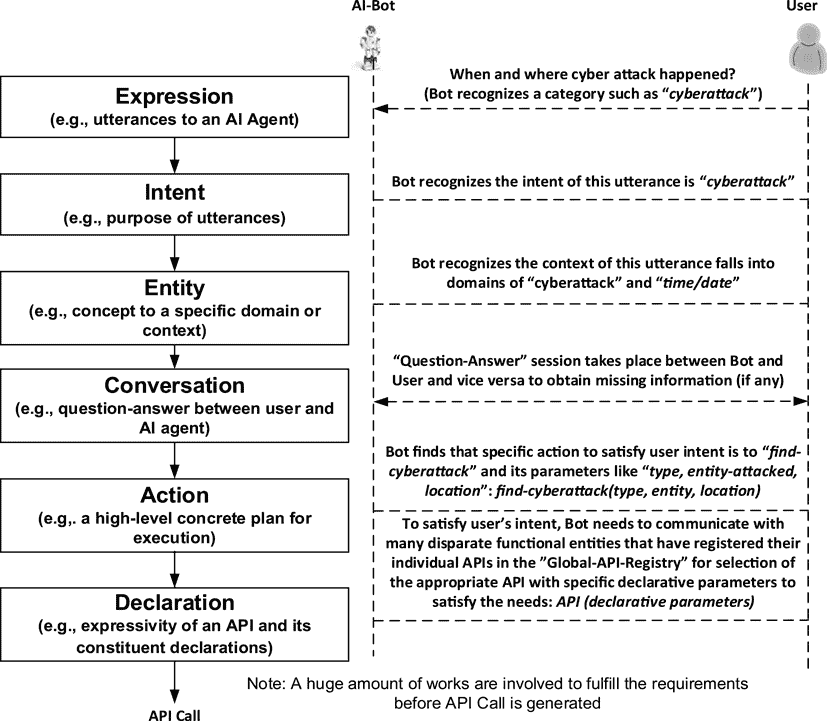 AI-Bot
User
Expression
(e.g., utterances to an AI Agent)
Intent
(e.g., purpose of utterances)
Entity
(e.g., concept to a specific domain or
context)
Conversation
(e.g., question-answer between user and
AI agent)
Action
(e.g,. a high-level concrete plan for
execution)
Declaration
(e.g., expressivity of an API and its
constituent declarations)
API Call
When and where cyber attack happened?
(Bot recognizes a category such as “cyberattack”)
Bot recognizes the intent of this utterance is “cyberattack”
Bot recognizes the context of this utterance falls into
domains of “cyberattack” and “time/date”
“Question-Answer” session takes place between Bot and
User and vice versa to obtain missing information (if any)
Bot finds that specific action to satisfy user intent is to “find-
cyberattack” and its parameters like “type, entity-attacked,
location”: find-cyberattack(type, entity, location)
To satisfy user’s intent, Bot needs to communicate with
many disparate functional entities that have registered their
individual APIs in the ”Global-API-Registry” for selection of
the appropriate API with specific declarative parameters to
satisfy the needs: API (declarative parameters)
Note: A huge amount of works are involved to fulfill the requirements
before API Call is generated